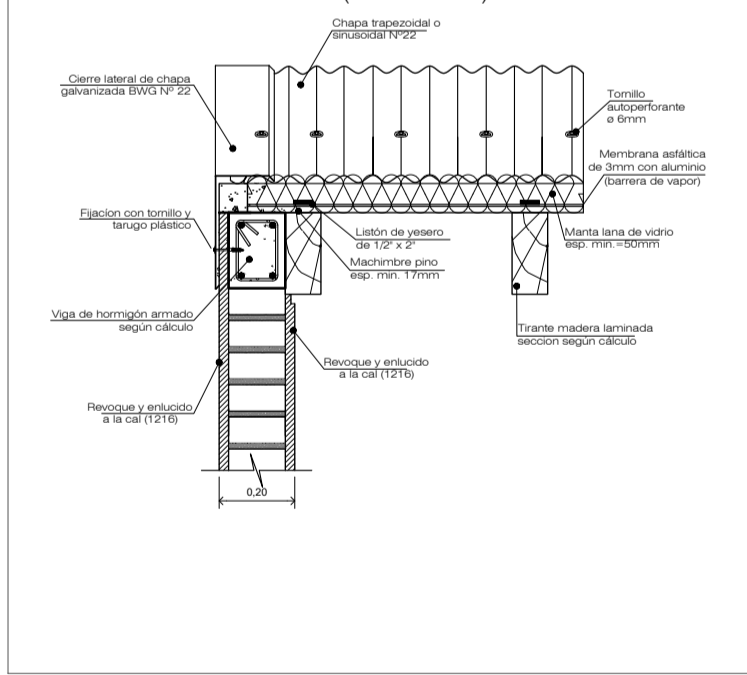 Chapa trapezoidal o
sinusoidal Nº22
Cierre lateral de chapa
galvanizada BWG Nº 22
Tornillo
autoperforante
ø 6mm
Membrana asfáltica
de 3mm con aluminio
(barrera de vapor)
Fijacíon con tornillo y
tarugo plástico
Listón de yesero
de 1/2" x 2"
Manta lana de vidrio
esp. min.=50mm
Machimbre pino
esp. min. 17mm
Viga de hormigón armado
según cálculo
Tirante madera laminada
seccion según cálculo
Revoque y enlucido
a la cal (1216)
Revoque y enlucido
a la cal (1216)
0,20